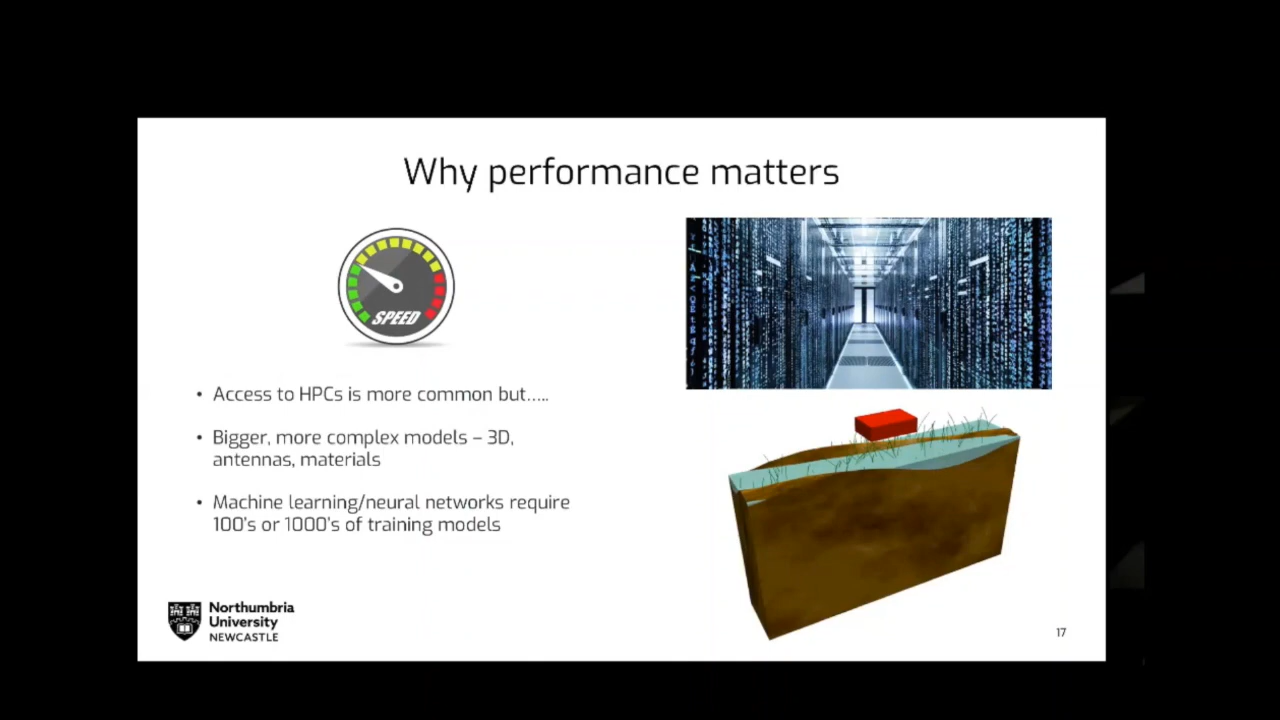 Why performance matters
SPEED
• Access to HPCs is more common but…..
• Bigger, more complex models – 3D,
antennas, materials
• Machine learning/neural networks require
100's or 1000's of training models
Northumbria
University
NEWCASTLE
17